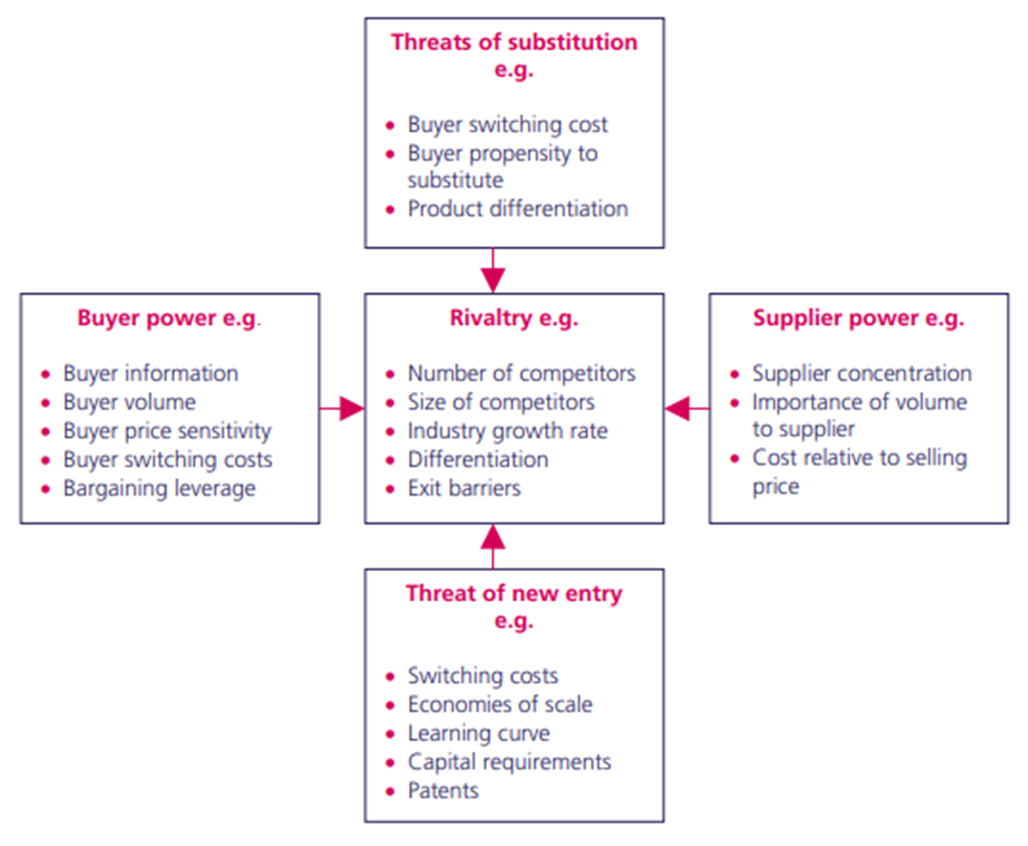 Threats of substitution
e.g.
• Buyer switching cost
• Buyer propensity to
substitute
• Product differentiation
Buyer power e.g.
• Buyer information
• Buyer volume
• Buyer price sensitivity
• Buyer switching costs
• Bargaining leverage
Rivaltry e.g.
• Number of competitors
• Size of competitors
• Industry growth rate
• Differentiation
• Exit barriers
Supplier power e.g.
• Supplier concentration
• Importance of volume
to supplier
• Cost relative to selling
price
Threat of new entry
e.g.
• Switching costs
• Economies of scale
• Learning curve
• Capital requirements
• Patents